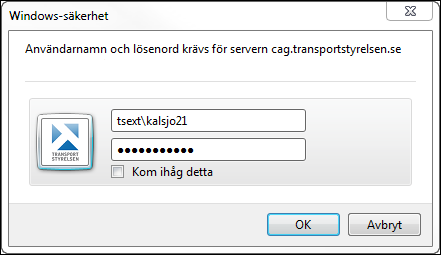 Windows-säkerhet
Användarnamn och lösenord krävs för servern cag.transportstyrelsen.se
tsext\kalsjo21
●●●●●●●●●●●
TRANSPORT
STYRELSEN
Kom ihåg detta
OK
Avbryt